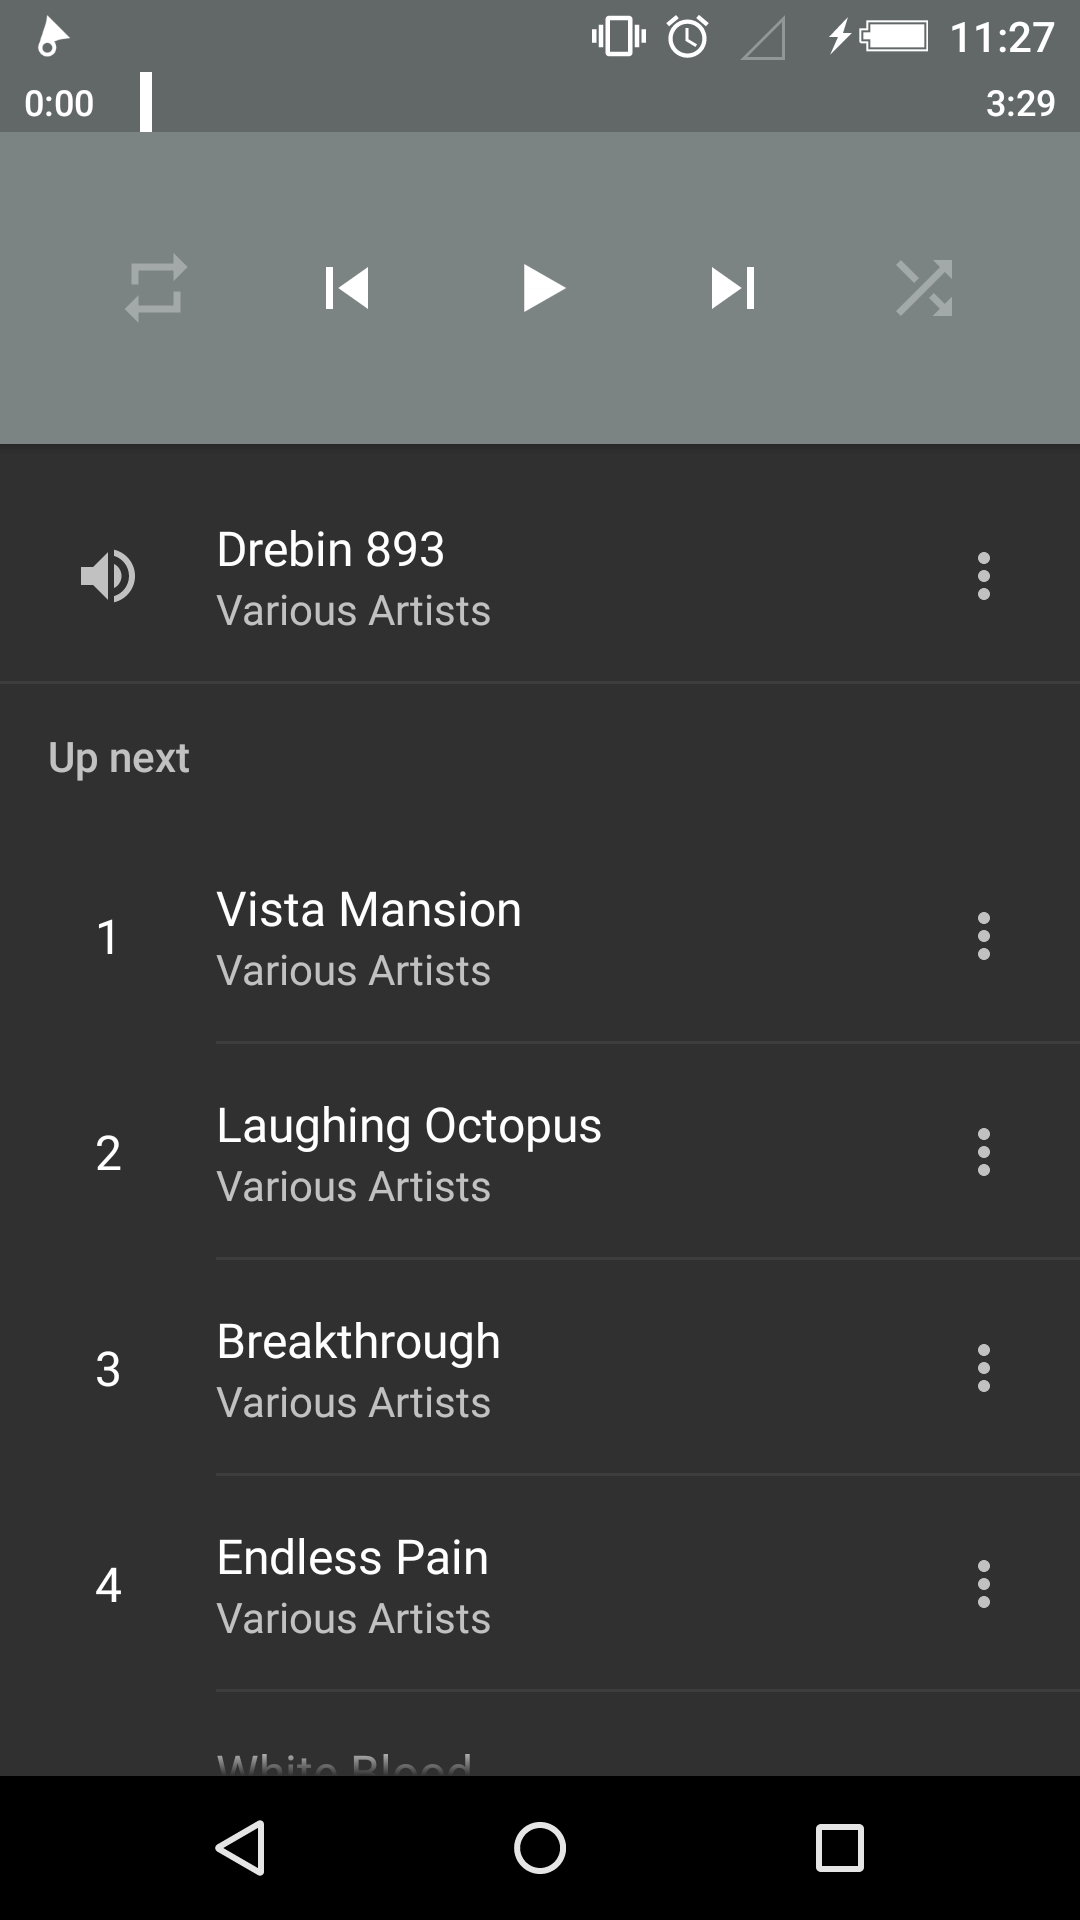 11:27
0:00
3:29
Drebin 893
Various Artists
Up next
1
Vista Mansion
Various Artists
2
Laughing Octopus
Various Artists
3
Breakthrough
Various Artists
4
Endless Pain
Various Artists
White Blood